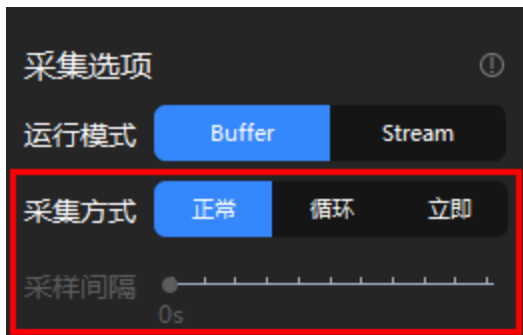 采集选项
运行模式 Buffer Stream
采集方式 正常 循环 立即
采样间隔
0s